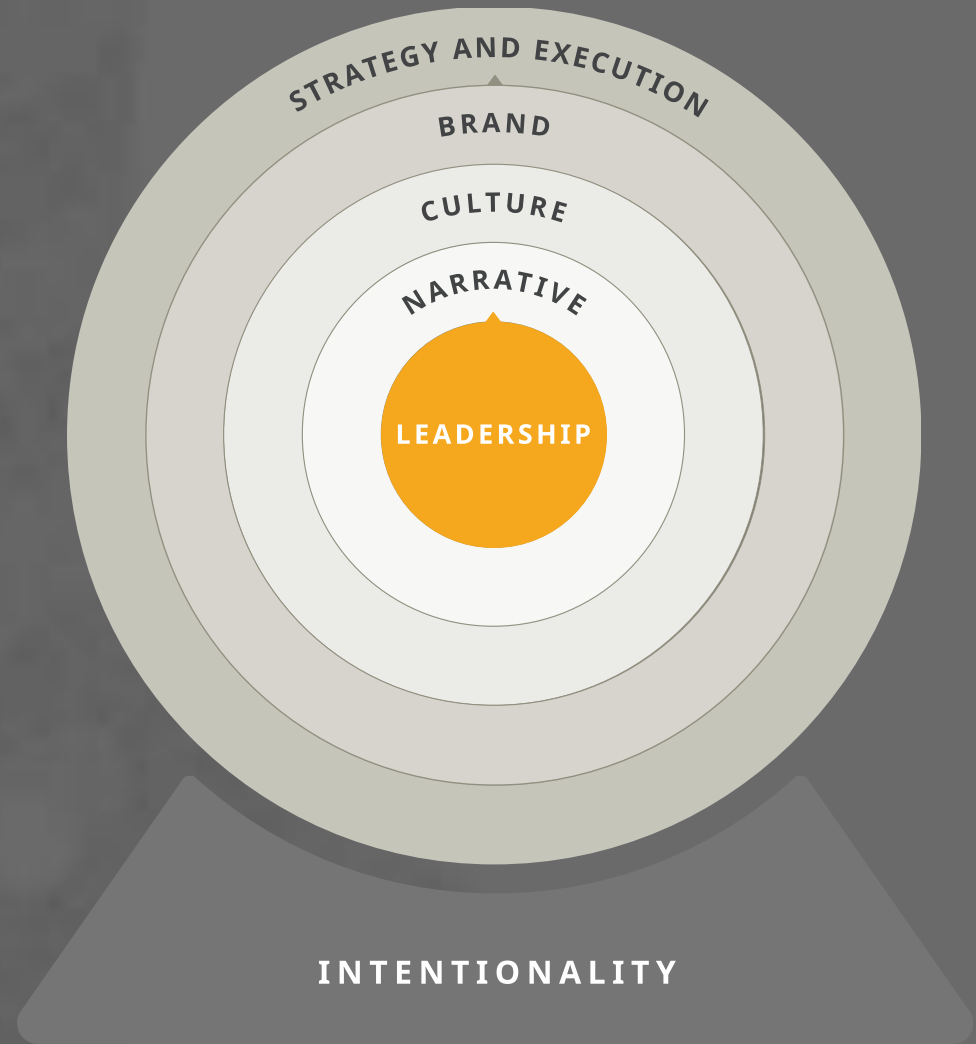 STRATEGY AND EXECUTION
BRAND
CULTURE
NARRATIVE
LEADERSHIP
INTENTIONALITY